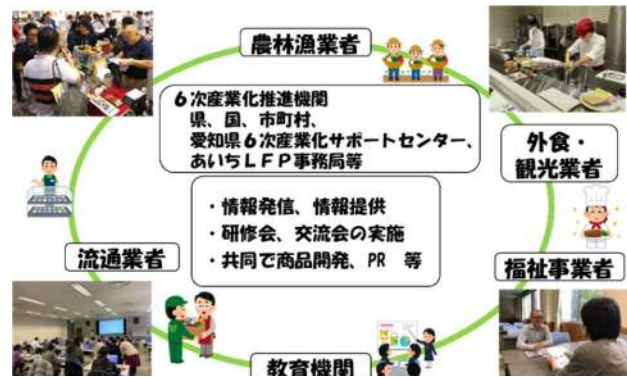 農林漁業者
6次産業化推進機関
県、国、市町村、
愛知県6次産業化サポートセンター、
あいちLFP事務局等
外食・
観光業者
・情報発信、情報提供
・研修会、交流会の実施
・共同で商品開発、PR 等
流通業者
福祉事業者
教育機関